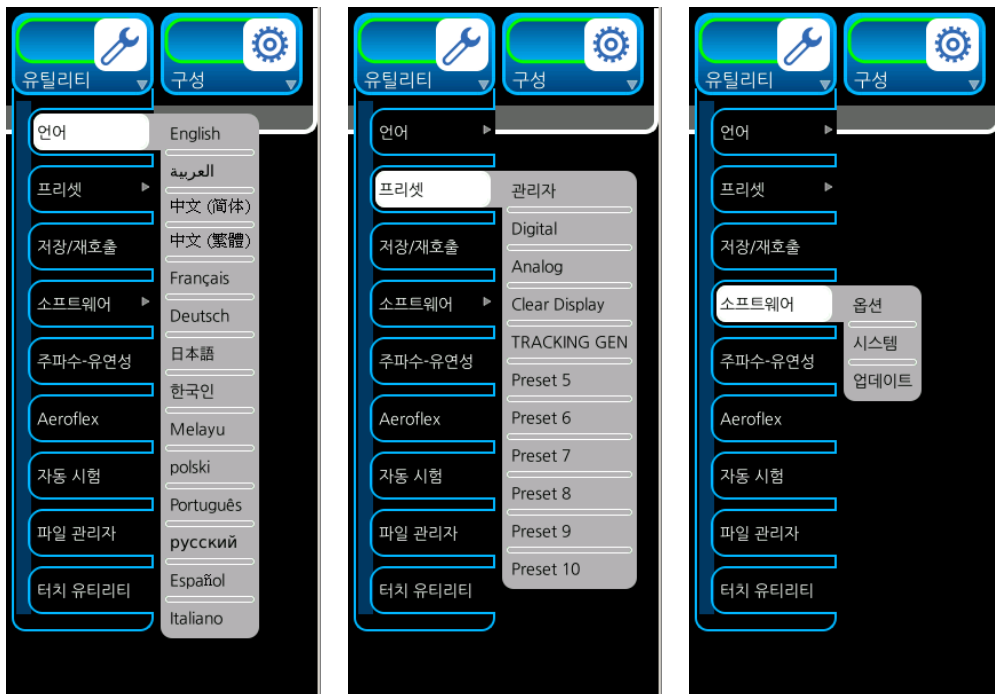 유틸리티
구성
언어
프리셋
저장/재호출
소프트웨어
주파수-유연성
Aeroflex
자동 시험
파일 관리자
터치 유티리티
English
العربية
中文 (简体)
中文 (繁體)
Français
Deutsch
日本語
한국인
Melayu
polski
Português
русский
Español
Italiano
유틸리티
구성
언어
프리셋
저장/재호출
소프트웨어
주파수-유연성
Aeroflex
자동 시험
파일 관리자
터치 유티리티
관리자
Digital
Analog
Clear Display
TRACKING GEN
Preset 5
Preset 6
Preset 7
Preset 8
Preset 9
Preset 10
유틸리티
구성
언어
프리셋
저장/재호출
소프트웨어
주파수-유연성
Aeroflex
자동 시험
파일 관리자
터치 유티리티
옵션
시스템
업데이트